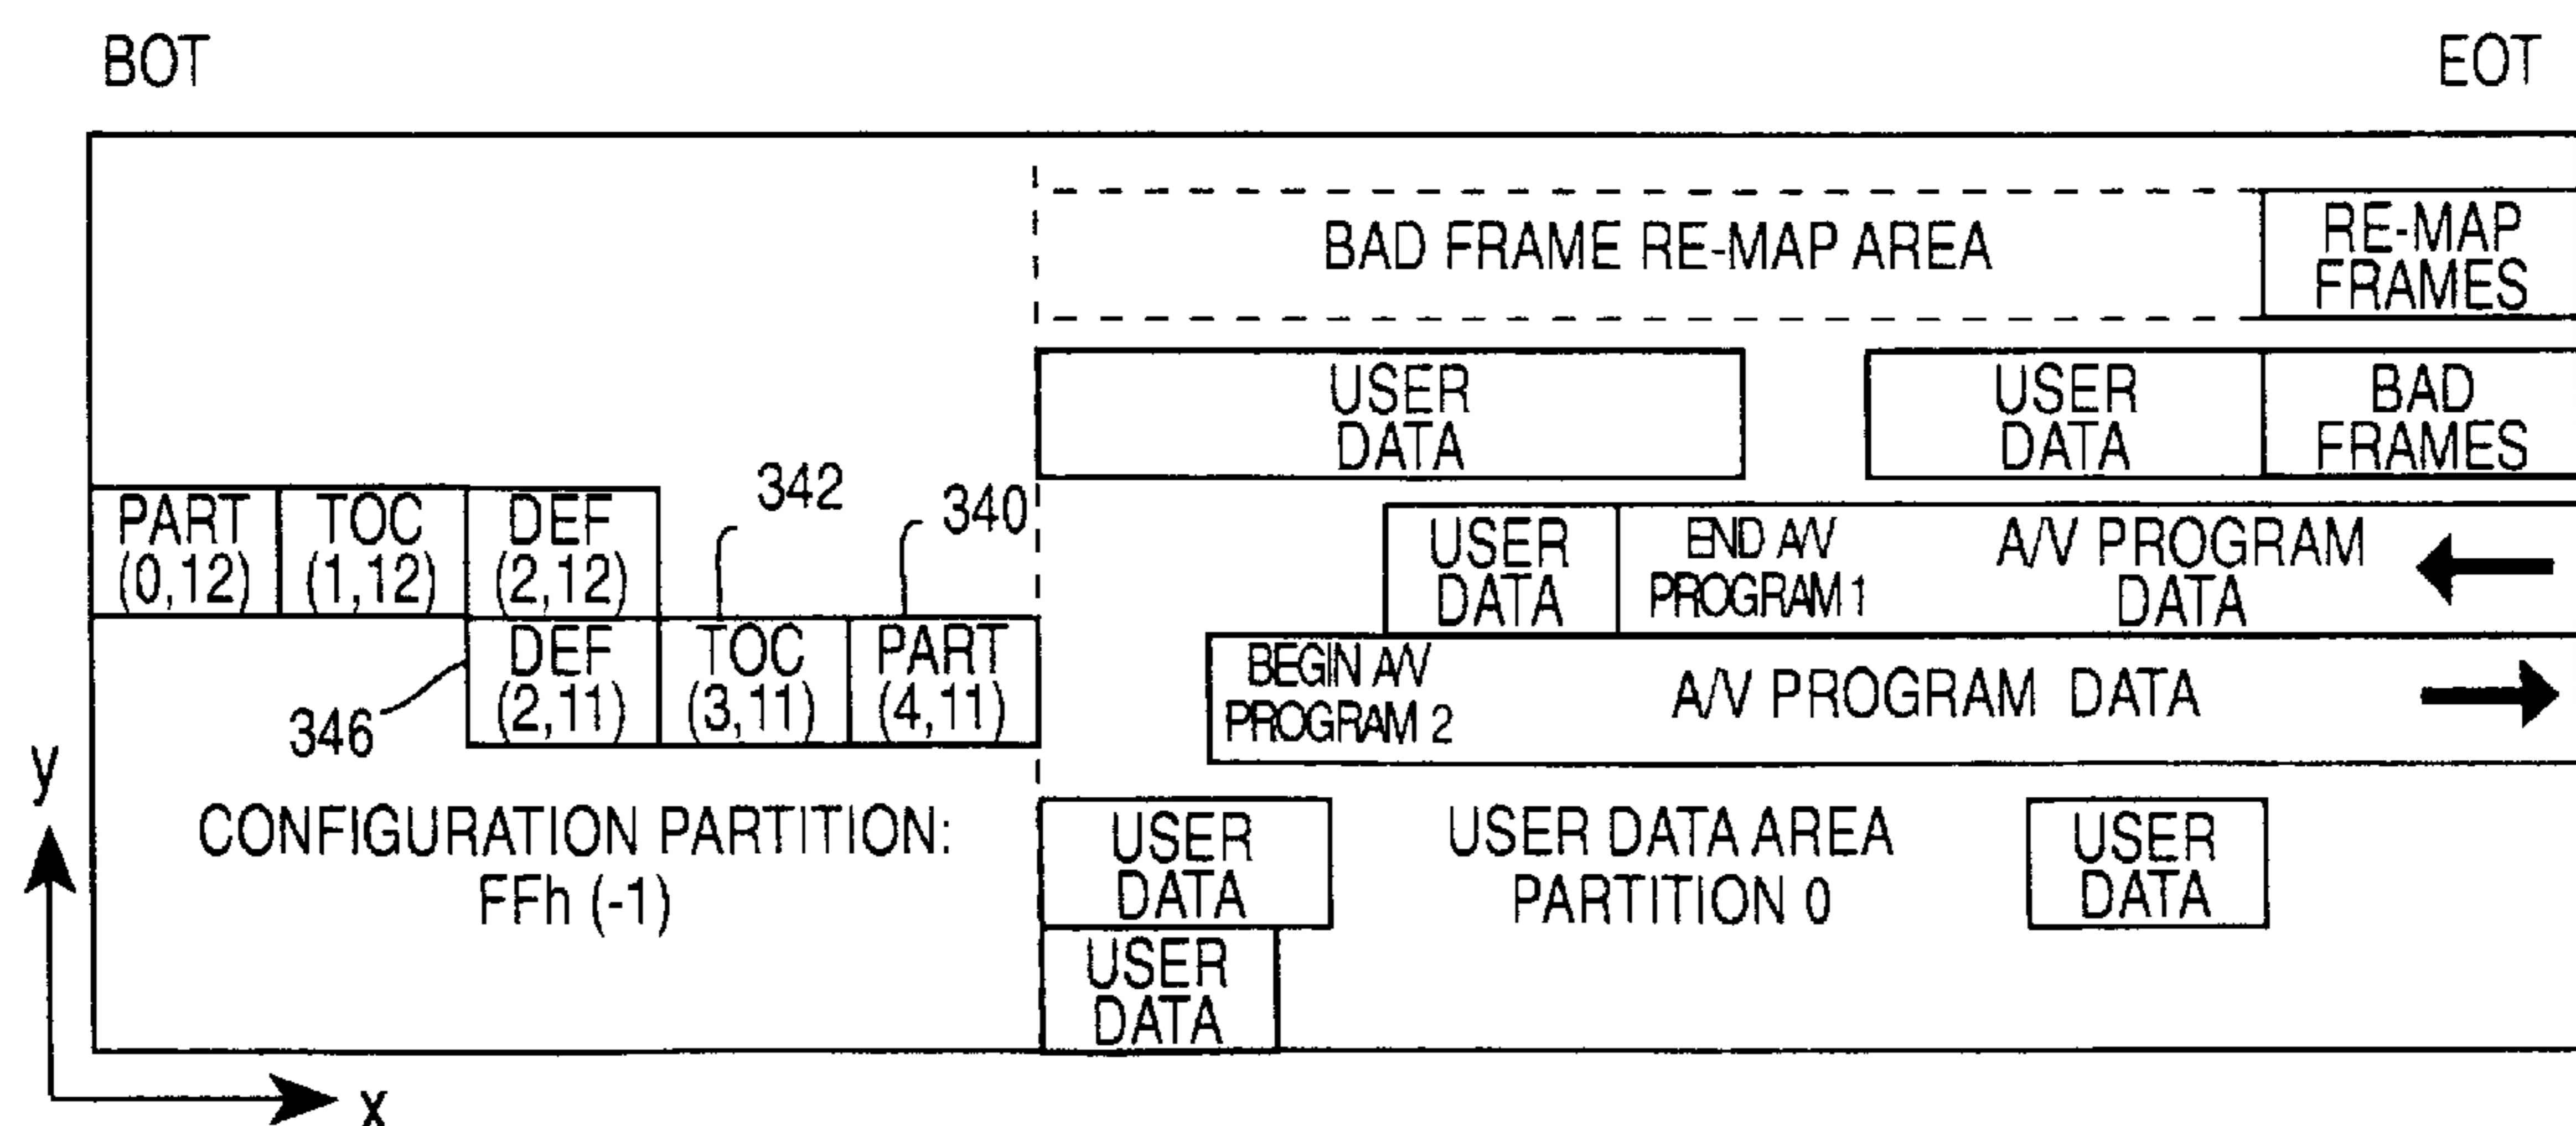 BOT
EOT
BAD FRAME RE-MAP AREA
RE-MAP
FRAMES
USER
DATA
USER
DATA
BAD
FRAMES
342
340
PART
(0,12)
TOC
(1,12)
DEF
(2,12)
USER
DATA
END A/V
PROGRAM 1
A/V PROGRAM
DATA
DEF
(2,11)
TOC
(3,11)
PART
(4,11)
346
BEGIN A/V
PROGRAM 2
A/V PROGRAM DATA
y
CONFIGURATION PARTITION:
FFh (-1)
USER
DATA
USER DATA AREA
PARTITION 0
USER
DATA
USER
DATA
x